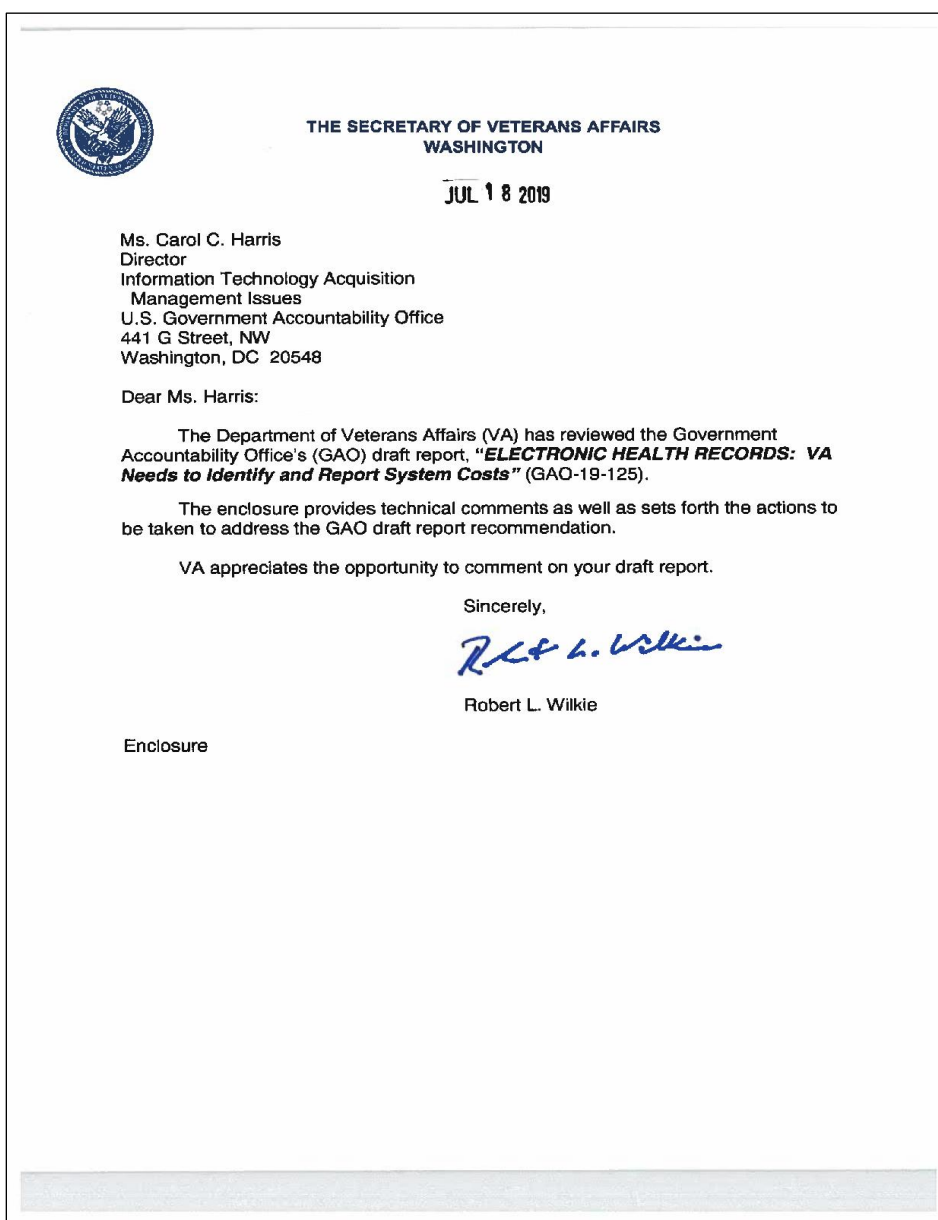 THE SECRETARY OF VETERANS AFFAIRS
WASHINGTON
JUL 18 2019
Ms. Carol C. Harris
Director
Information Technology Acquisition
Management Issues
U.S. Government Accountability Office
441 G Street, NW
Washington, DC 20548
Dear Ms. Harris:
The Department of Veterans Affairs (VA) has reviewed the Government
Accountability Office's (GAO) draft report, "ELECTRONIC HEALTH RECORDS: VA
Needs to Identify and Report System Costs" (GAO-19-125).
The enclosure provides technical comments as well as sets forth the actions to
be taken to address the GAO draft report recommendation.
VA appreciates the opportunity to comment on your draft report.
Sincerely,
Robert L. Wilkie
Enclosure